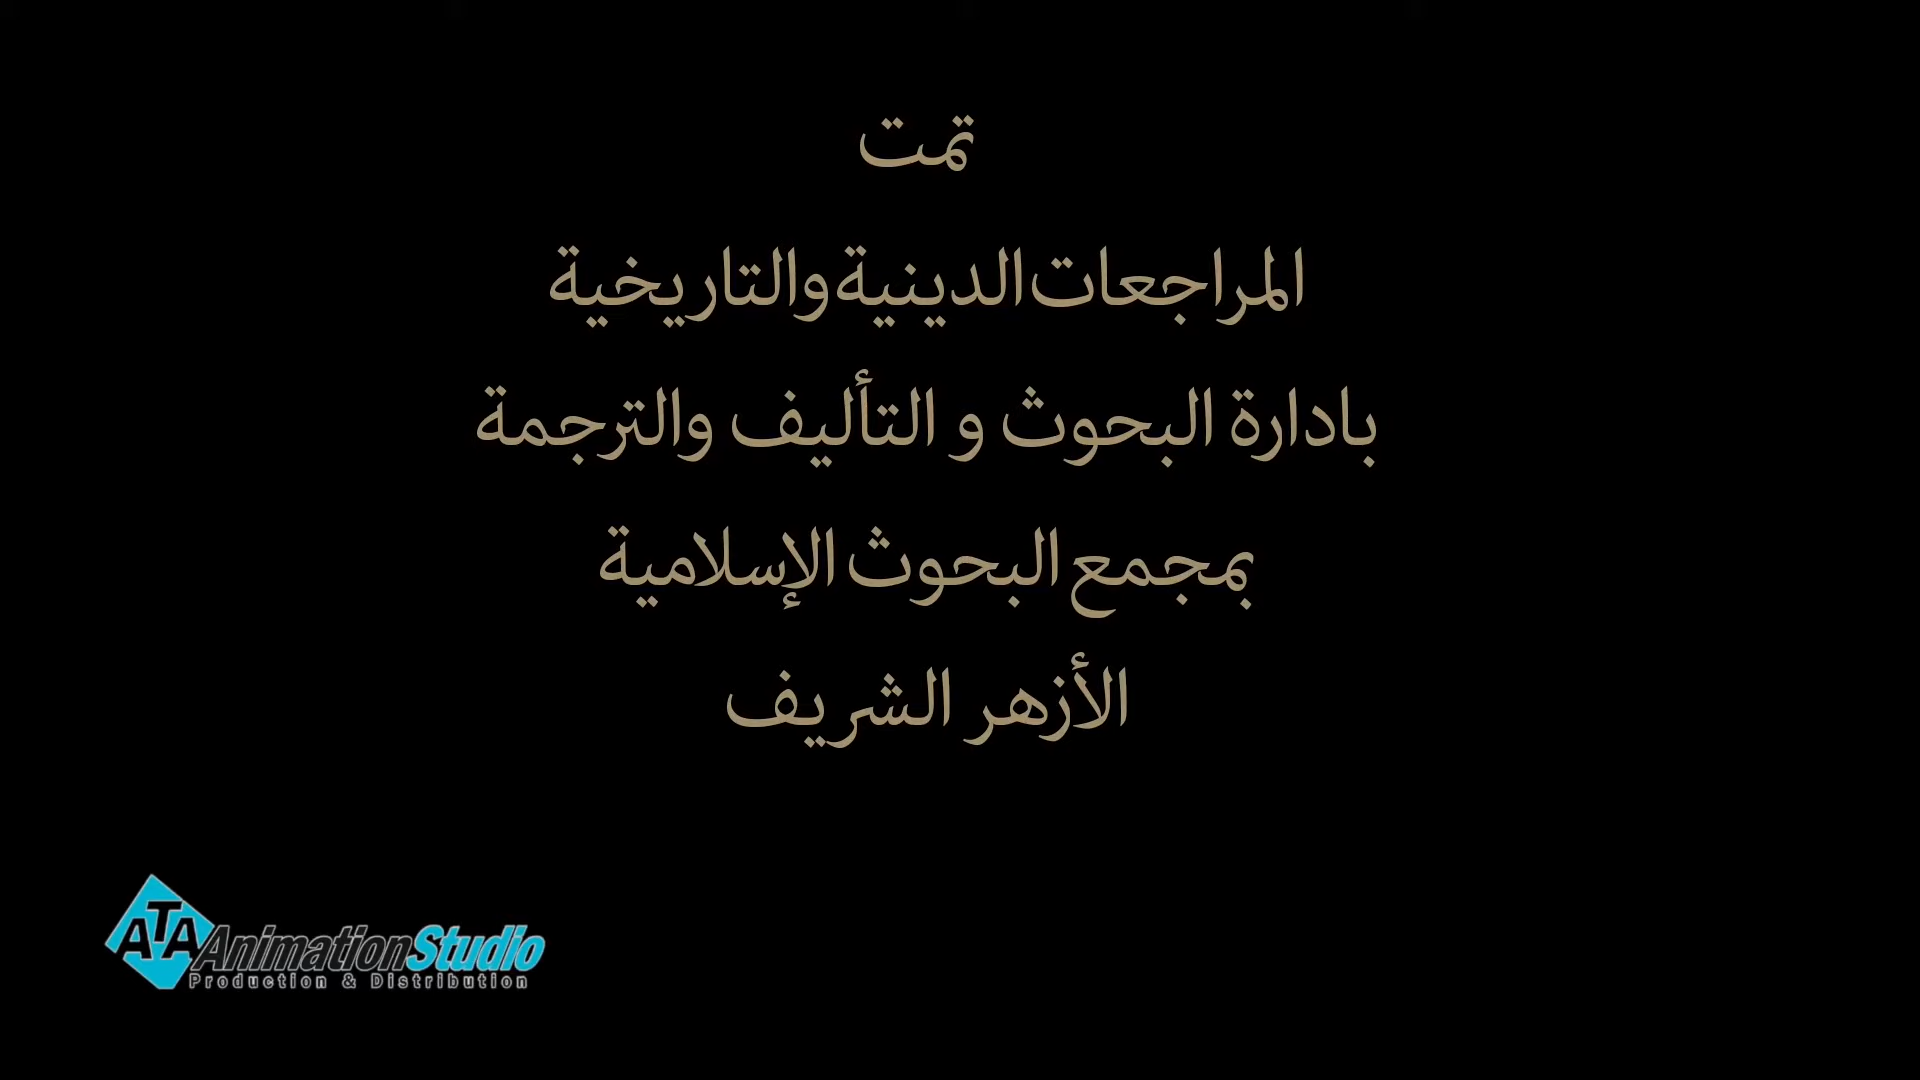 تمت
المراجعات الدينية والتاريخية
بادارة البحوث و التأليف والترجمة
بمجمع البحوث الإسلامية
الأزهر الشريف
ATA AnimationStudio
Production & Distribution